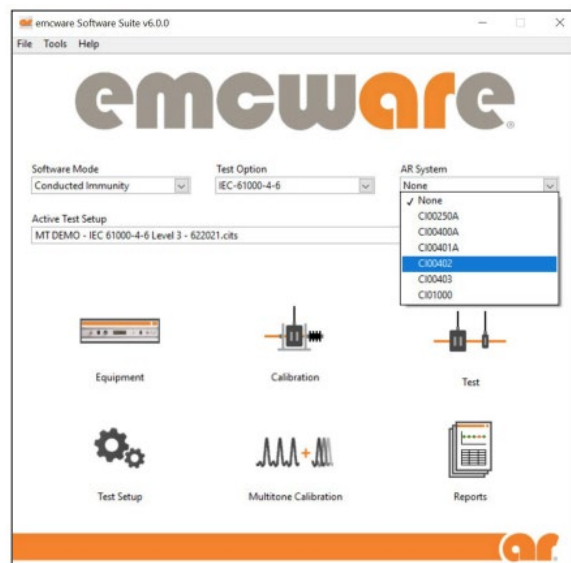 emcware Software Suite v6.0.0
File Tools Help
emcware®
Software Mode Test Option AR System
Conducted Immunity IEC-61000-4-6 None
✓ None
CI00250A
CI00400A
CI00401A
CI00402
CI00403
CI01000
Active Test Setup
MT DEMO - IEC 61000-4-6 Level 3 - 622021.cits
Equipment Calibration Test
Test Setup Multitone Calibration Reports
ar